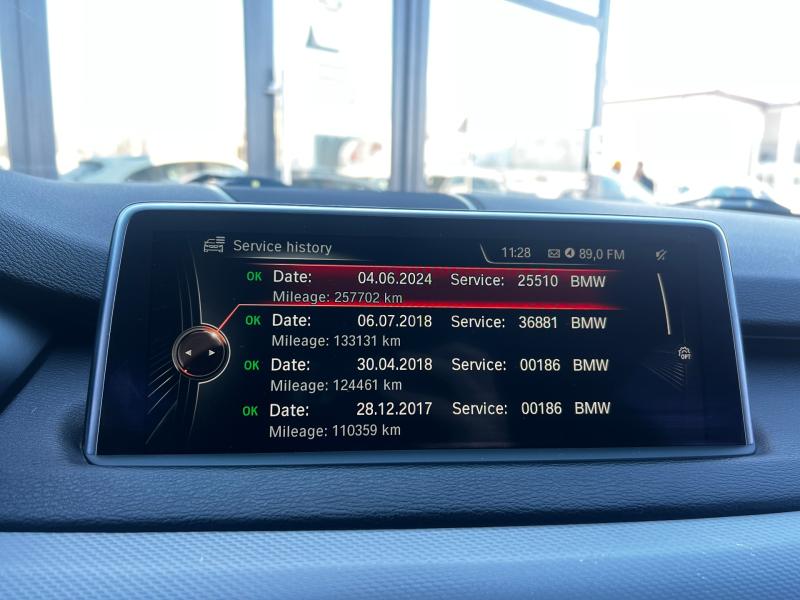 Service history
11:28 89,0 FM
OK Date: 04.06.2024 Service: 25510 BMW
Mileage: 257702 km
OK Date: 06.07.2018 Service: 36881 BMW
Mileage: 133131 km
OK Date: 30.04.2018 Service: 00186 BMW
Mileage: 124461 km
OK Date: 28.12.2017 Service: 00186 BMW
Mileage: 110359 km
OPT